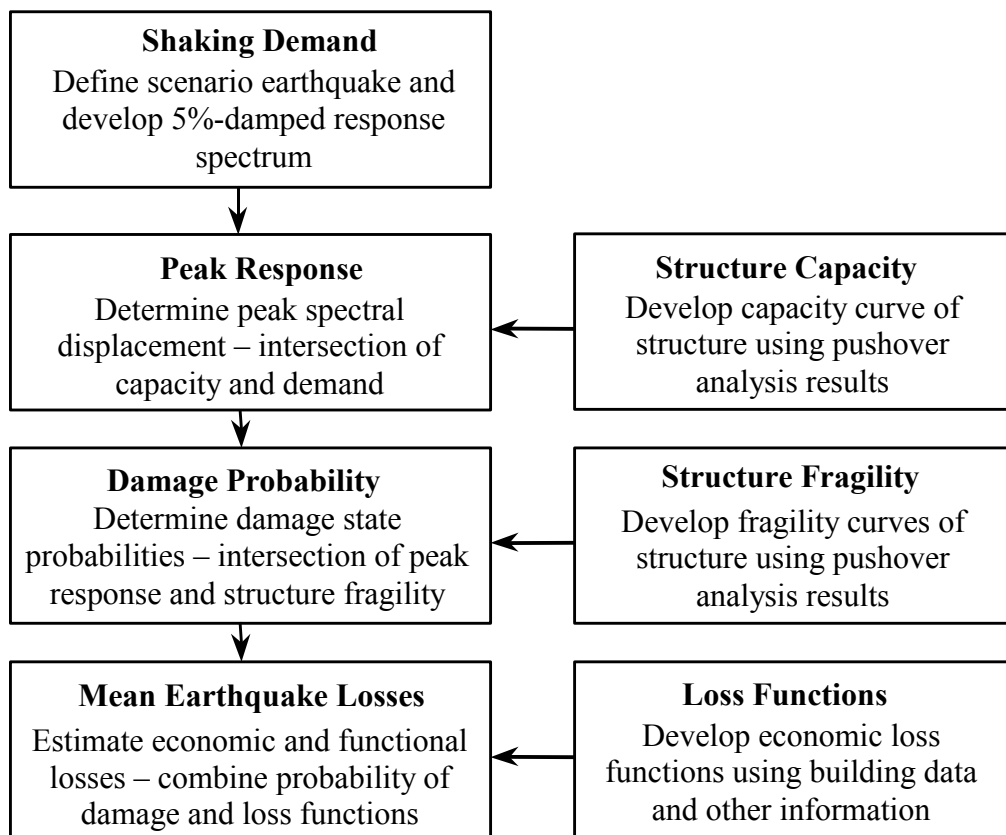 Shaking Demand
Define scenario earthquake and
develop 5%-damped response
spectrum
Peak Response
Determine peak spectral
displacement – intersection of
capacity and demand
Structure Capacity
Develop capacity curve of
structure using pushover
analysis results
Damage Probability
Determine damage state
probabilities – intersection of peak
response and structure fragility
Structure Fragility
Develop fragility curves of
structure using pushover
analysis results
Mean Earthquake Losses
Estimate economic and functional
losses – combine probability of
damage and loss functions
Loss Functions
Develop economic loss
functions using building data
and other information